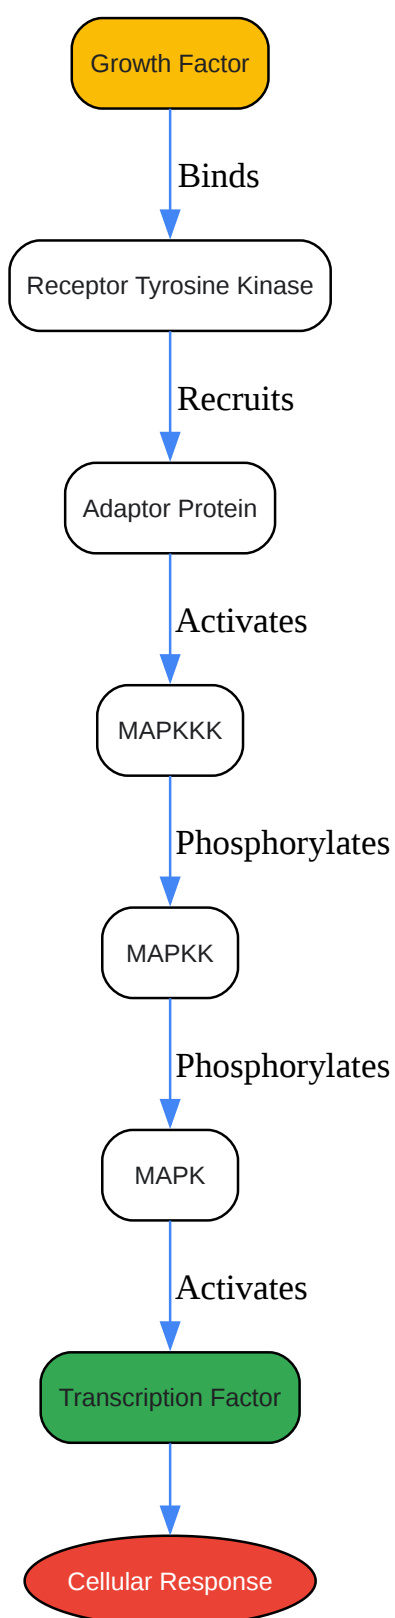 Growth Factor
Binds
Receptor Tyrosine Kinase
Recruits
Adaptor Protein
Activates
MAPKKK
Phosphorylates
MAPKK
Phosphorylates
MAPK
Activates
Transcription Factor
Cellular Response